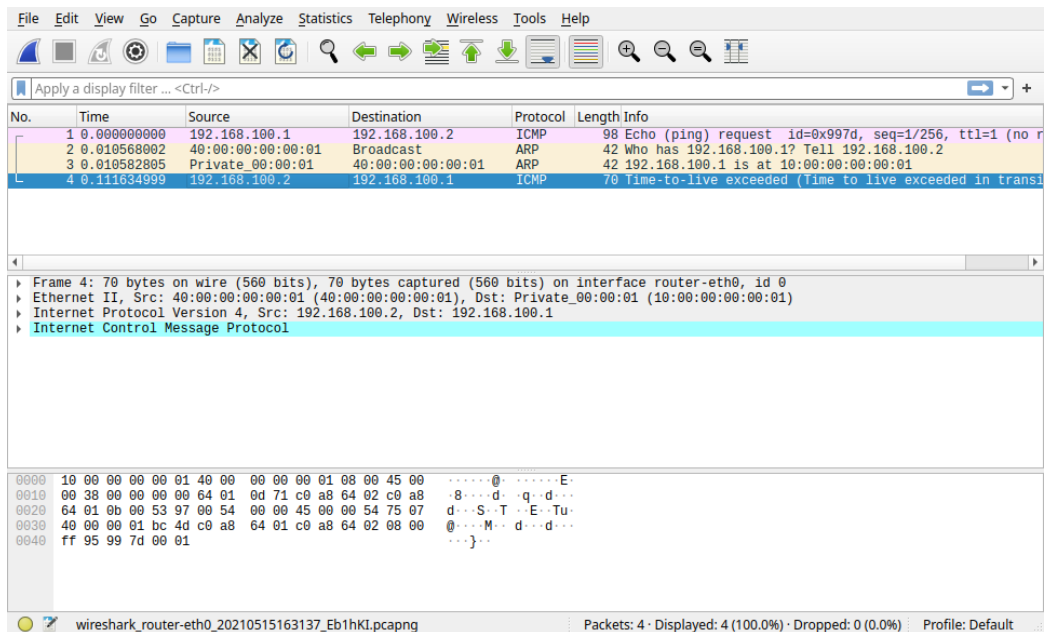 File Edit View Go Capture Analyze Statistics Telephony Wireless Tools Help
Apply a display filter ... <Ctrl-/>
No. Time Source Destination Protocol Length Info
1 0.000000000 192.168.100.1 192.168.100.2 ICMP 98 Echo (ping) request id=0x997d, seq=1/256, ttl=1 (no r
2 0.010568002 40:00:00:00:00:01 Broadcast ARP 42 Who has 192.168.100.1? Tell 192.168.100.2
3 0.010582805 Private_00:00:01 40:00:00:00:00:01 ARP 42 192.168.100.1 is at 10:00:00:00:00:01
4 0.111634999 192.168.100.2 192.168.100.1 ICMP 70 Time-to-live exceeded (Time to live exceeded in transi
Frame 4: 70 bytes on wire (560 bits), 70 bytes captured (560 bits) on interface router-eth0, id 0
Ethernet II, Src: 40:00:00:00:00:01 (40:00:00:00:00:01), Dst: Private_00:00:01 (10:00:00:00:00:01)
Internet Protocol Version 4, Src: 192.168.100.2, Dst: 192.168.100.1
Internet Control Message Protocol
0000 10 00 00 00 00 01 40 00 00 00 00 01 08 00 45 00 ······@· ······E·
0010 00 38 00 00 00 00 64 01 0d 71 c0 a8 64 02 c0 a8 ·8····d· ·q··d···
0020 64 01 0b 00 53 97 00 54 00 00 45 00 00 54 75 07 d···S··T ··E··Tu·
0030 40 00 00 01 bc 4d c0 a8 64 01 c0 a8 64 02 08 00 @····M·· d···d···
0040 ff 95 99 7d 00 01 ···}··
wireshark_router-eth0_20210515163137_Eb1hKI.pcapng Packets: 4 · Displayed: 4 (100.0%) · Dropped: 0 (0.0%) Profile: Default